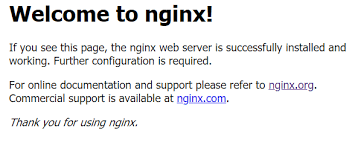 Welcome to nginx!
If you see this page, the nginx web server is successfully installed and
working. Further configuration is required.
For online documentation and support please refer to nginx.org.
Commercial support is available at nginx.com.
Thank you for using nginx.